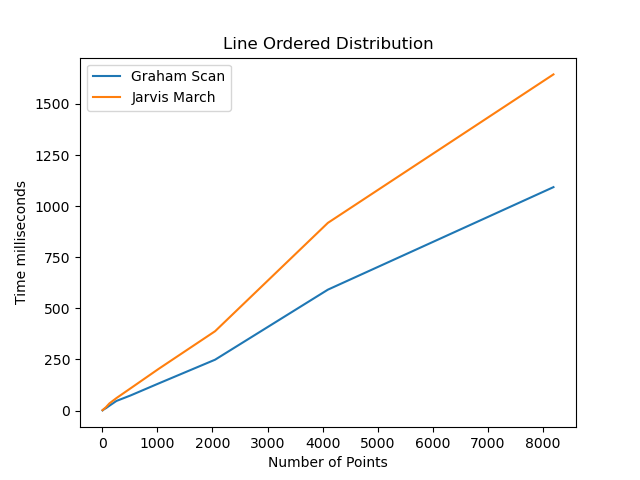 Line Ordered Distribution
Graham Scan
Jarvis March
1500
1250
1000
750
500
250
0
Time milliseconds
0 1000 2000 3000 4000 5000 6000 7000 8000
Number of Points